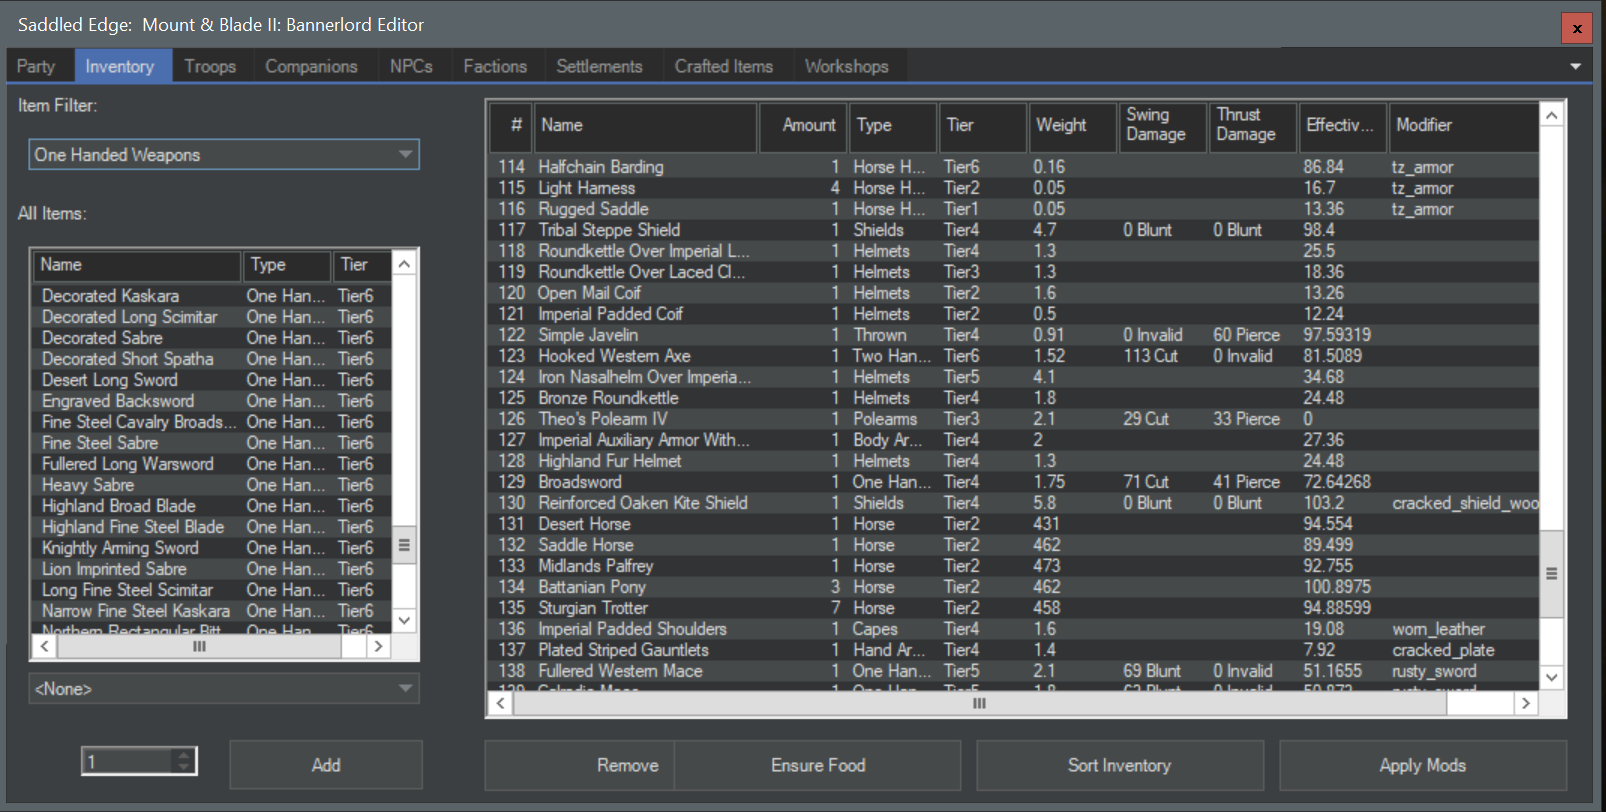 Saddled Edge:  Mount & Blade II: Bannerlord Editor
x
Party Inventory Troops Companions NPCs Factions Settlements Crafted Items Workshops
Item Filter:
One Handed Weapons
All Items:
Name Type Tier
Decorated Kaskara One Han... Tier6
Decorated Long Scimitar One Han... Tier6
Decorated Sabre One Han... Tier6
Decorated Short Spatha One Han... Tier6
Desert Long Sword One Han... Tier6
Engraved Backsword One Han... Tier6
Fine Steel Cavalry Broads... One Han... Tier6
Fine Steel Sabre One Han... Tier6
Fullered Long Warsword One Han... Tier6
Heavy Sabre One Han... Tier6
Highland Broad Blade One Han... Tier6
Highland Fine Steel Blade One Han... Tier6
Knightly Arming Sword One Han... Tier6
Lion Imprinted Sabre One Han... Tier6
Long Fine Steel Scimitar One Han... Tier6
Narrow Fine Steel Kaskara One Han... Tier6
Northern Rectangular Pitt One Han Tier6
<None>
1
Add
# Name Amount Type Tier Weight Swing Damage Thrust Damage Effectiv... Modifier
114 Halfchain Barding 1 Horse H... Tier6 0.16 86.84 tz_armor
115 Light Harness 4 Horse H... Tier2 0.05 16.7 tz_armor
116 Rugged Saddle 1 Horse H... Tier1 0.05 13.36 tz_armor
117 Tribal Steppe Shield 1 Shields Tier4 4.7 0 Blunt 0 Blunt 98.4
118 Roundkettle Over Imperial L... 1 Helmets Tier4 1.3 25.5
119 Roundkettle Over Laced Cl... 1 Helmets Tier3 1.3 18.36
120 Open Mail Coif 1 Helmets Tier2 1.6 13.26
121 Imperial Padded Coif 1 Helmets Tier2 0.5 12.24
122 Simple Javelin 1 Thrown Tier4 0.91 0 Invalid 60 Pierce 97.59319
123 Hooked Western Axe 1 Two Han... Tier6 1.52 113 Cut 0 Invalid 81.5089
124 Iron Nasalhelm Over Imperia... 1 Helmets Tier5 4.1 34.68
125 Bronze Roundkettle 1 Helmets Tier4 1.8 24.48
126 Theo's Polearm IV 1 Polearms Tier3 2.1 29 Cut 33 Pierce 0
127 Imperial Auxiliary Armor With... 1 Body Ar... Tier4 2 27.36
128 Highland Fur Helmet 1 Helmets Tier4 1.3 24.48
129 Broadsword 1 One Han... Tier4 1.75 71 Cut 41 Pierce 72.64268
130 Reinforced Oaken Kite Shield 1 Shields Tier4 5.8 0 Blunt 0 Blunt 103.2 cracked_shield_woo
131 Desert Horse 1 Horse Tier2 431 94.554
132 Saddle Horse 1 Horse Tier2 462 89.499
133 Midlands Palfrey 1 Horse Tier2 473 92.755
134 Battanian Pony 3 Horse Tier2 462 100.8975
135 Sturgian Trotter 7 Horse Tier2 458 94.88599
136 Imperial Padded Shoulders 1 Capes Tier4 1.6 19.08 worn_leather
137 Plated Striped Gauntlets 1 Hand Ar... Tier4 1.4 7.92 cracked_plate
138 Fullered Western Mace 1 One Han... Tier5 2.1 69 Blunt 0 Invalid 51.1655 rusty_sword
139 Calradic Mace 1 One Han Tier5 1.8 63 Blunt 0 Invalid 50.872 rusty_sword
Remove
Ensure Food
Sort Inventory
Apply Mods